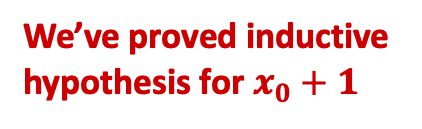 We've proved inductive
hypothesis for 𝒙₀ + 𝟏